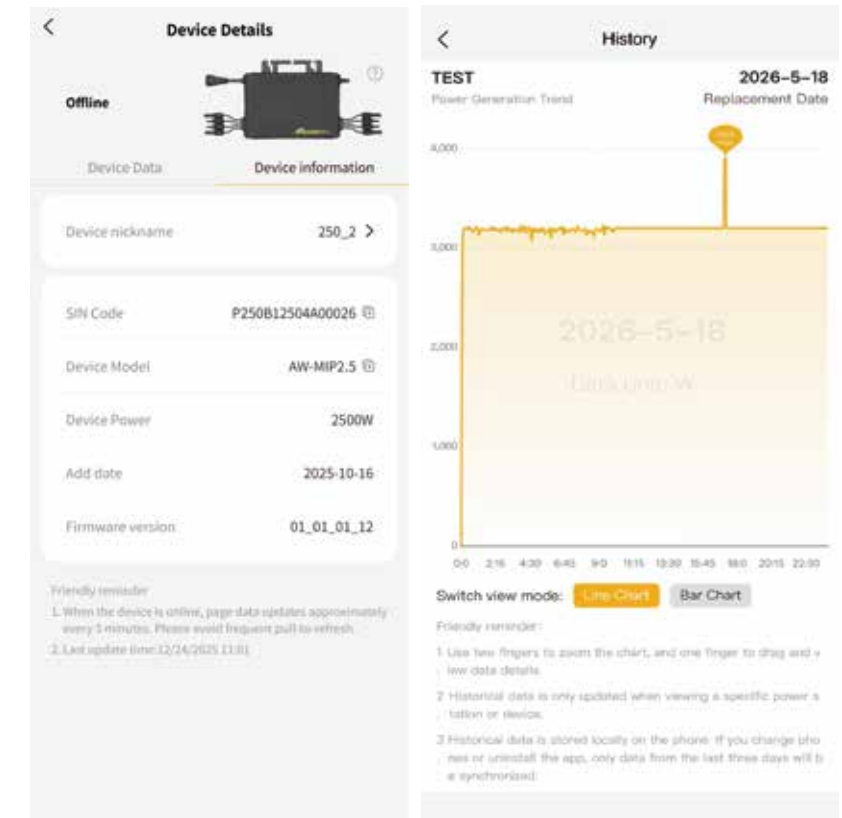 Device Details
Offline
Device Data
Device information
Device nickname
250_2
S\N Code
P250B12504A00026
Device Model
AW-MIP2.5
Device Power
2500W
Add date
2025-10-16
Firmware version
01_01_01_12
Friendly reminder
1. When the device is online, page data updates approximately
every 5 minutes. Please avoid frequent pull-to-refresh.
2. Last update time:12/24/2025 11:01
History
TEST
2026-5-18
Power Generation Trend
Replacement Date
4,000
3,000
2,000
1,000
0
2026-5-18
Data Unit: W
0:0 2:15 4:30 6:45 9:0 11:15 13:30 15:45 18:0 20:15 22:30
Switch view mode:
Line Chart
Bar Chart
Friendly reminder:
1 Use two fingers to zoom the chart, and one finger to drag and v
. iew data details.
2 Historical data is only updated when viewing a specific power s
. tation or device.
3 Historical data is stored locally on the phone. If you change pho
. nes or uninstall the app, only data from the last three days will b
e synchronized.